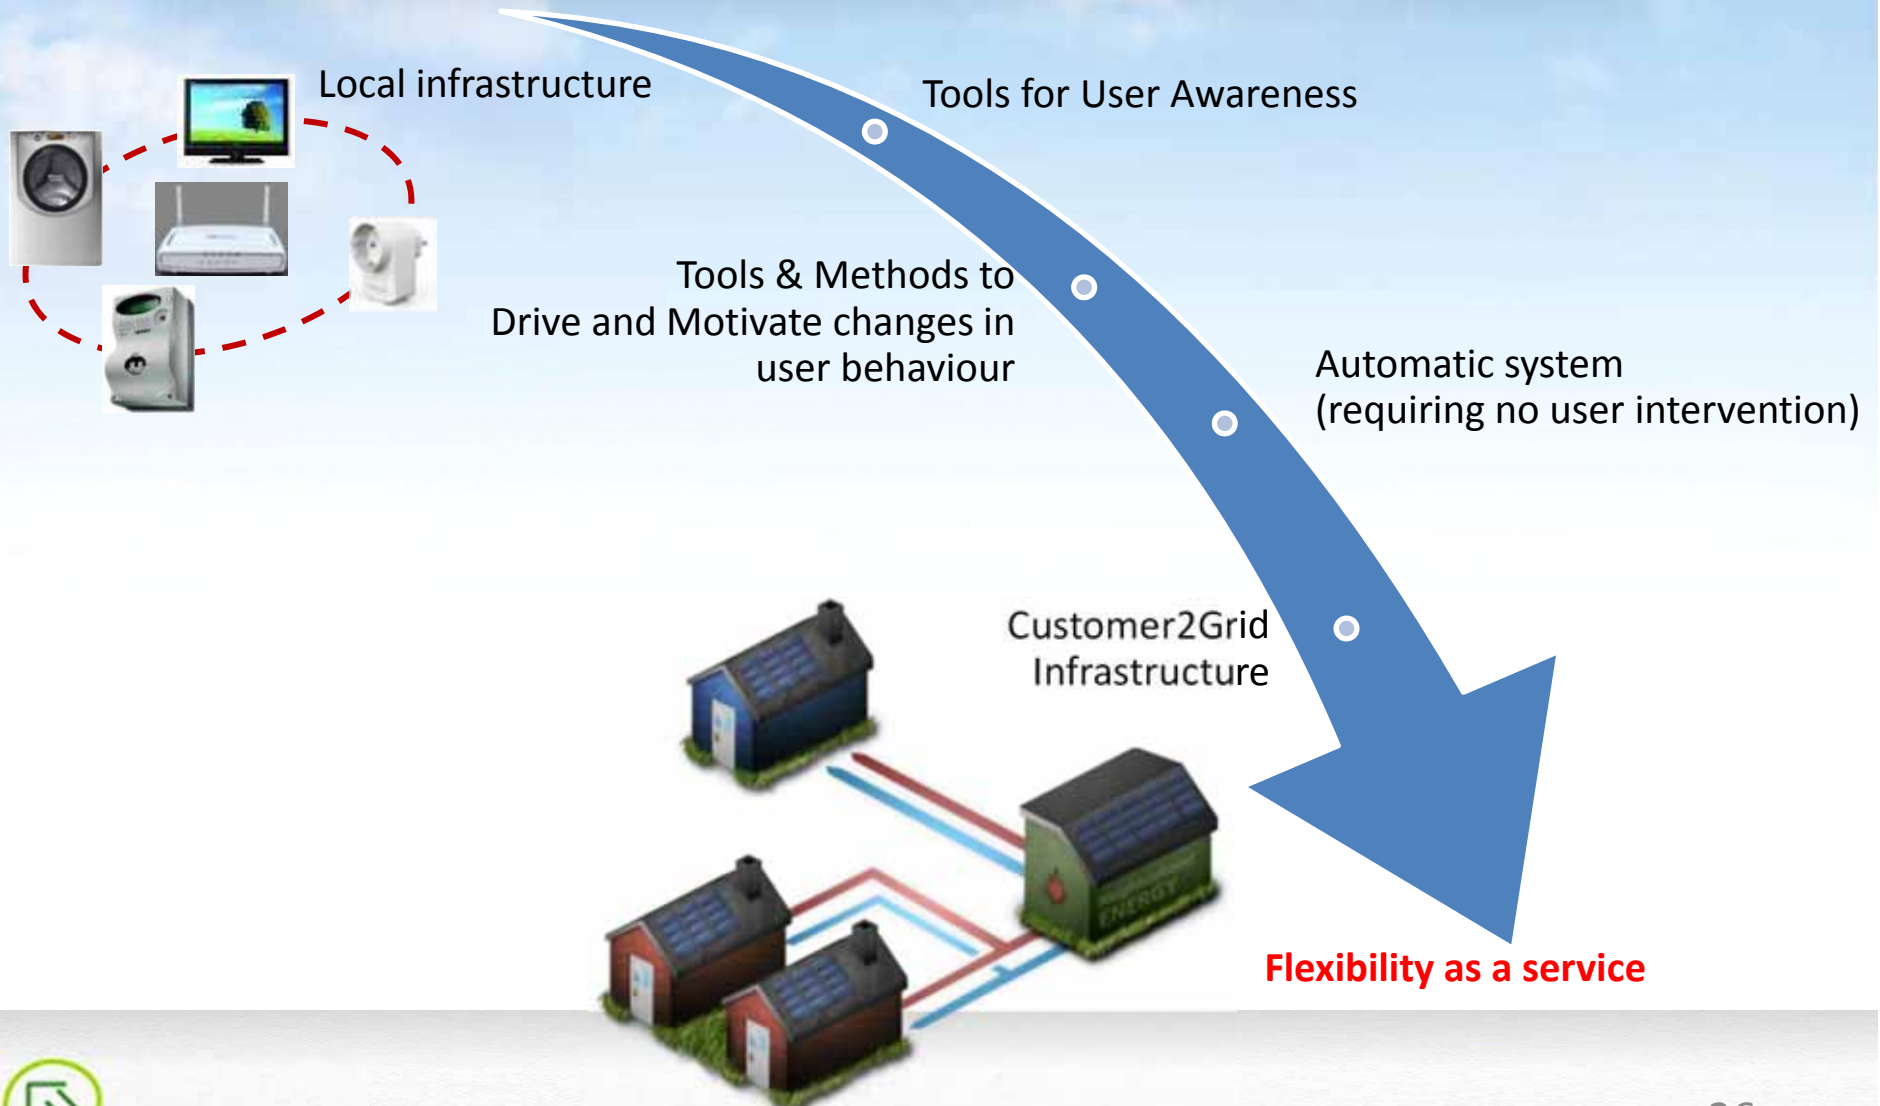 Local infrastructure
Tools for User Awareness
Tools & Methods to
Drive and Motivate changes in
user behaviour
Automatic system
(requiring no user intervention)
Customer2Grid
Infrastructure
ENERGY
Flexibility as a service